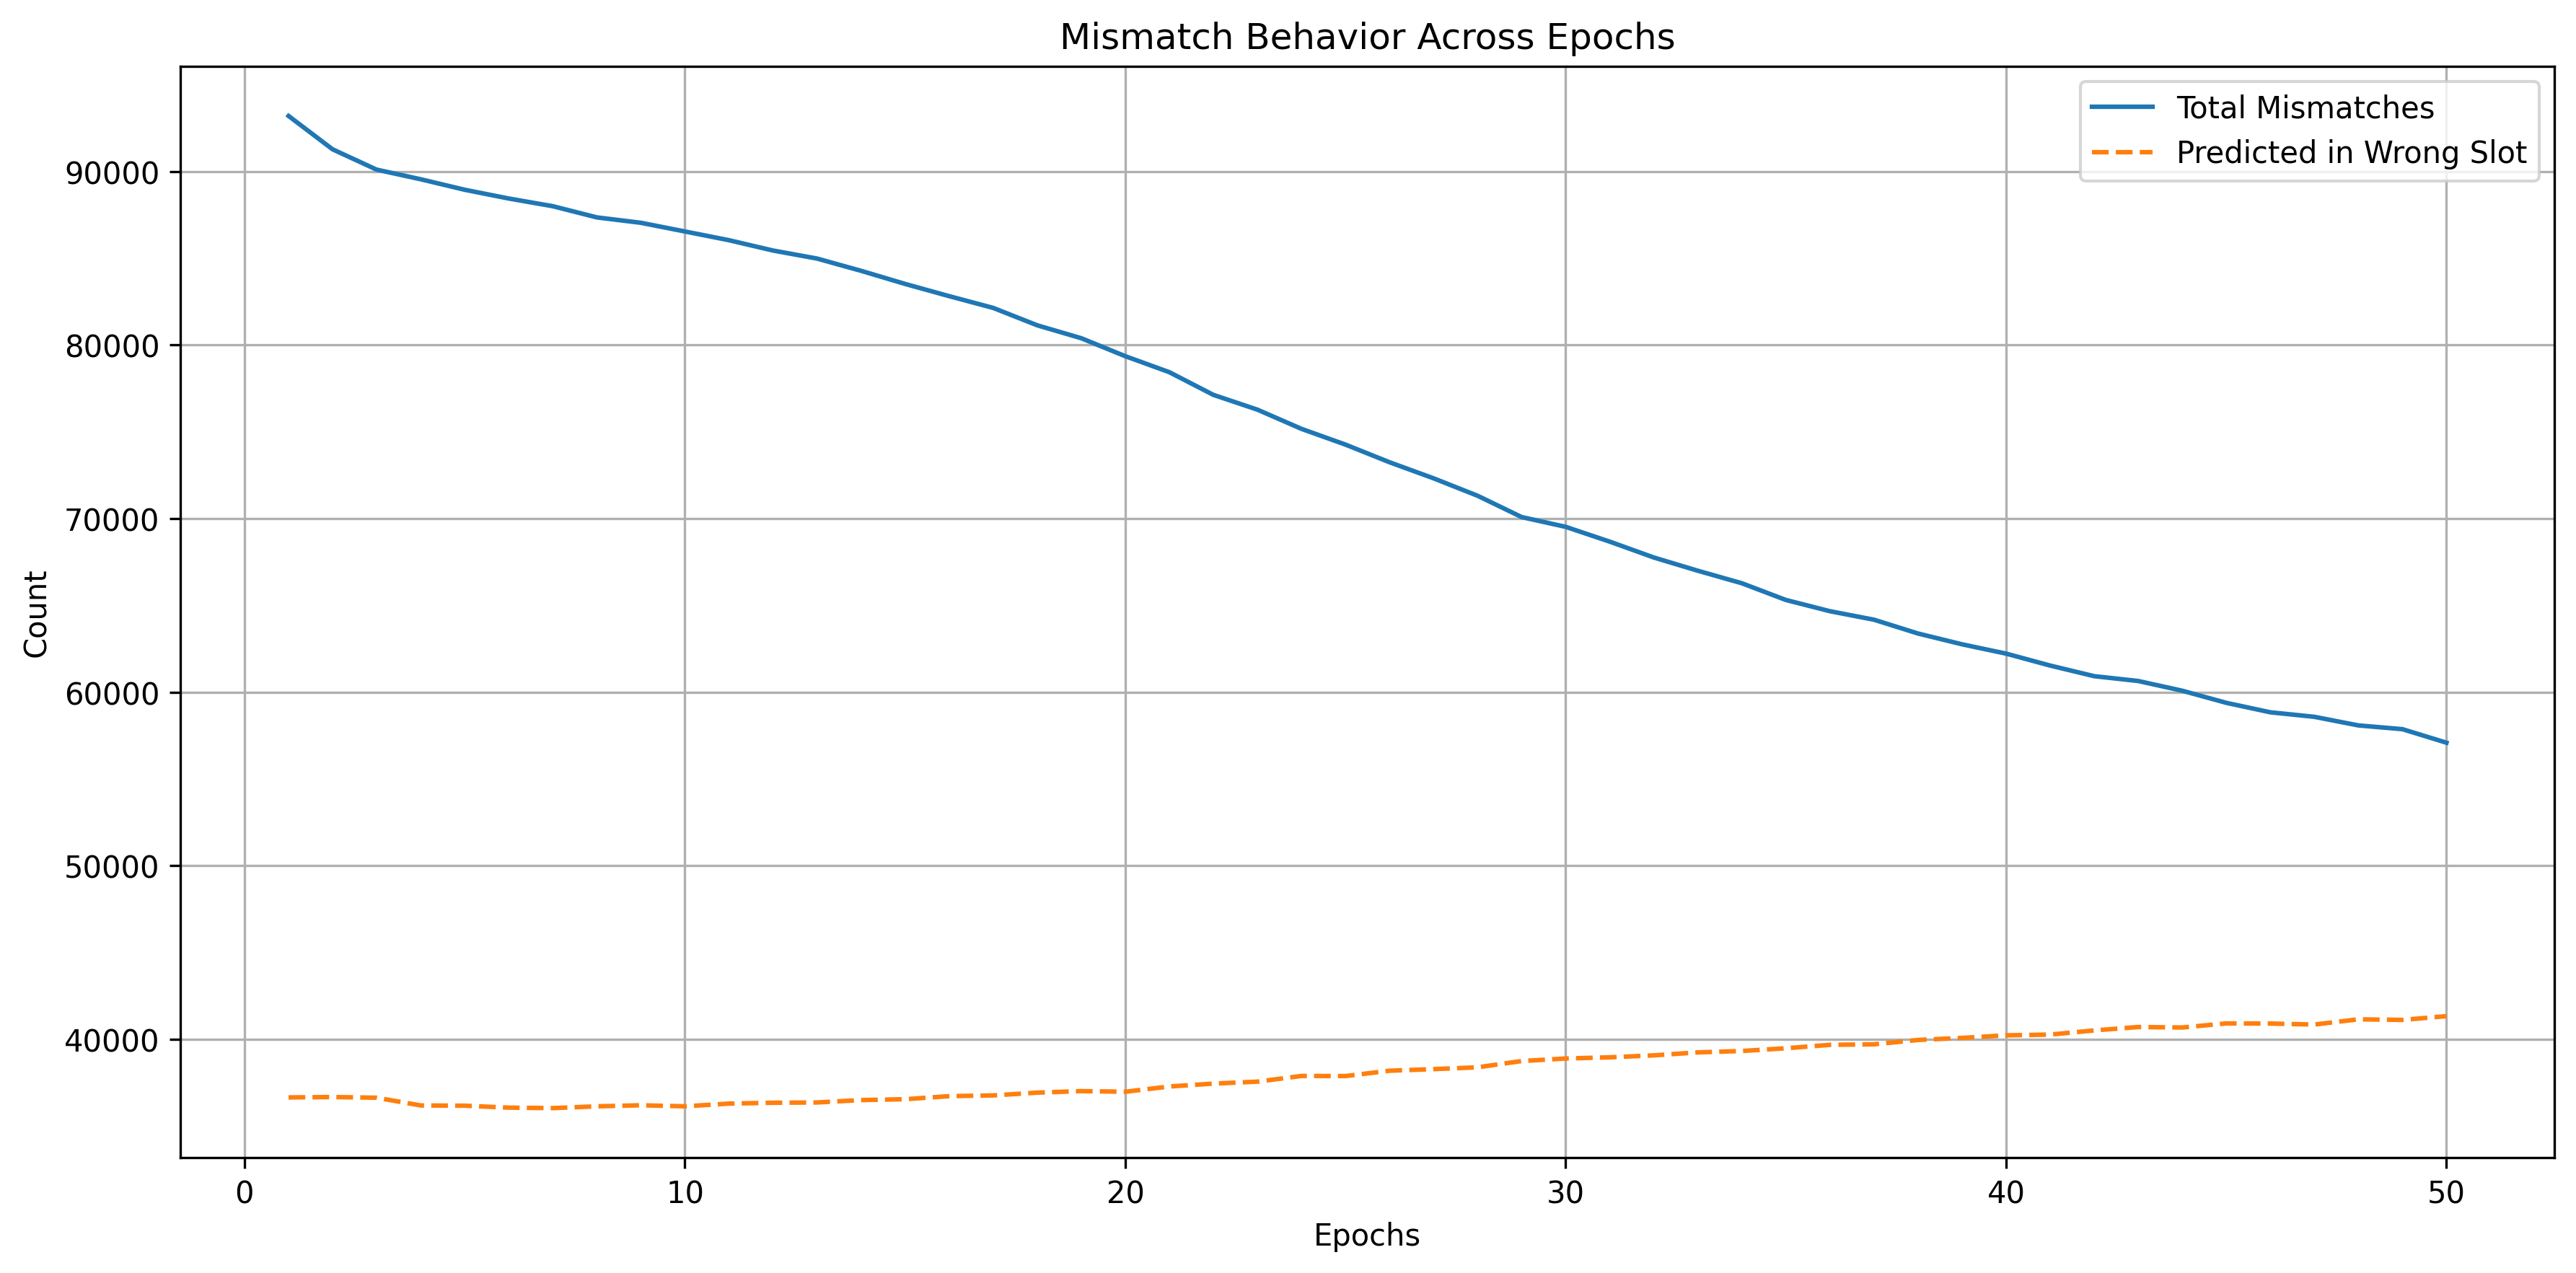 Mismatch Behavior Across Epochs
Total Mismatches
Predicted in Wrong Slot
90000
80000
70000
60000
50000
40000
Count
0 10 20 30 40 50
Epochs